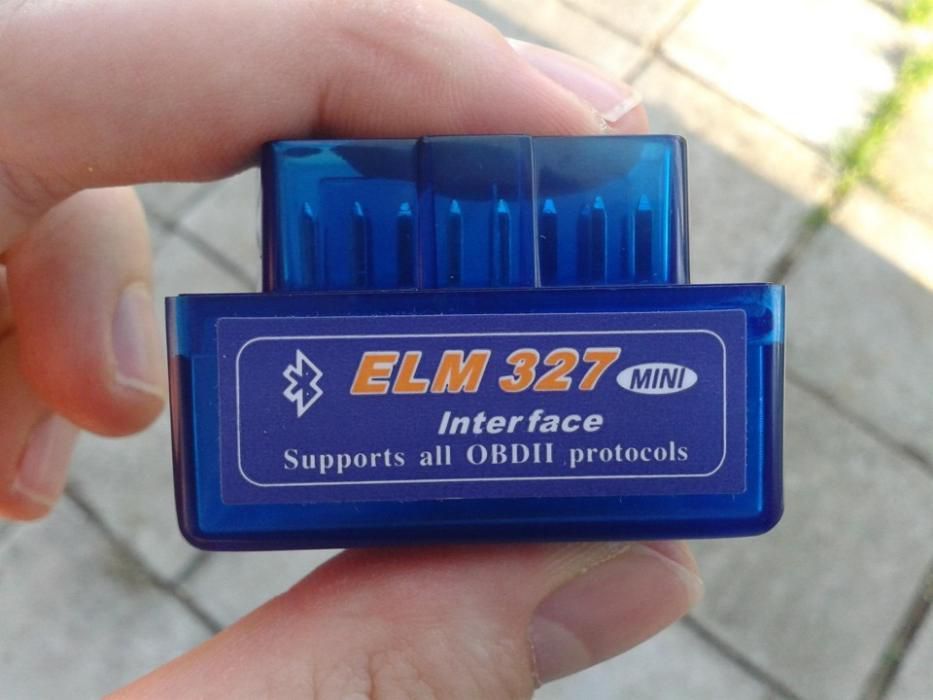 ELM 327 MINI
Interface
Supports all OBDII protocols